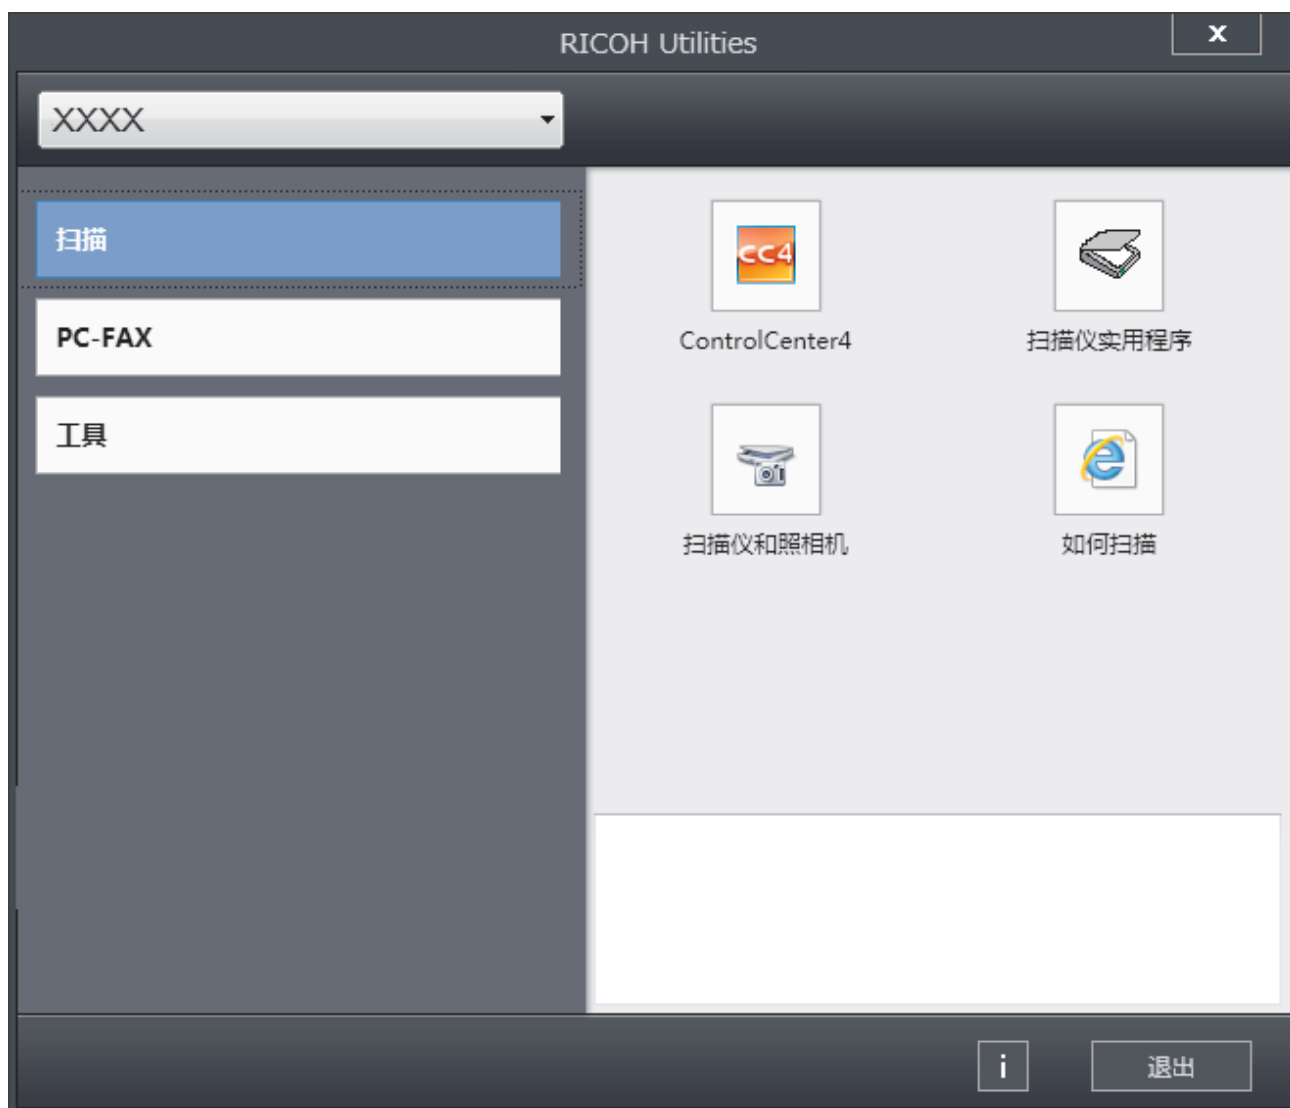 RICOH Utilities
x
XXXX
扫描
PC-FAX
工具
CC4
ControlCenter4
扫描仪实用程序
扫描仪和照相机
如何扫描
i
退出